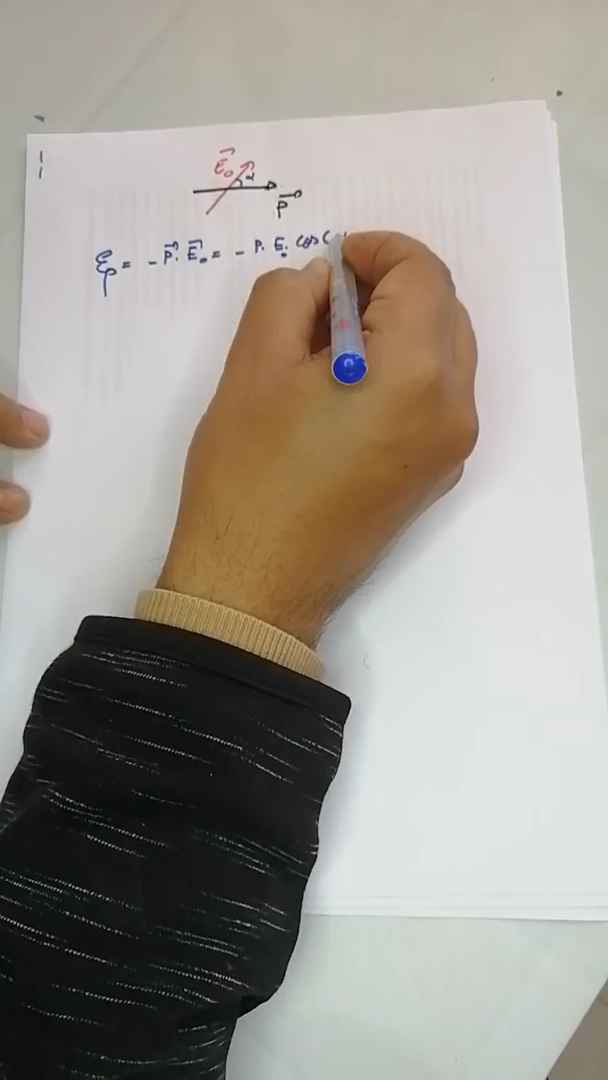 E⃗₀ α
P⃗
ℰp = - P⃗. E⃗₀ = - P. E₀ cos(